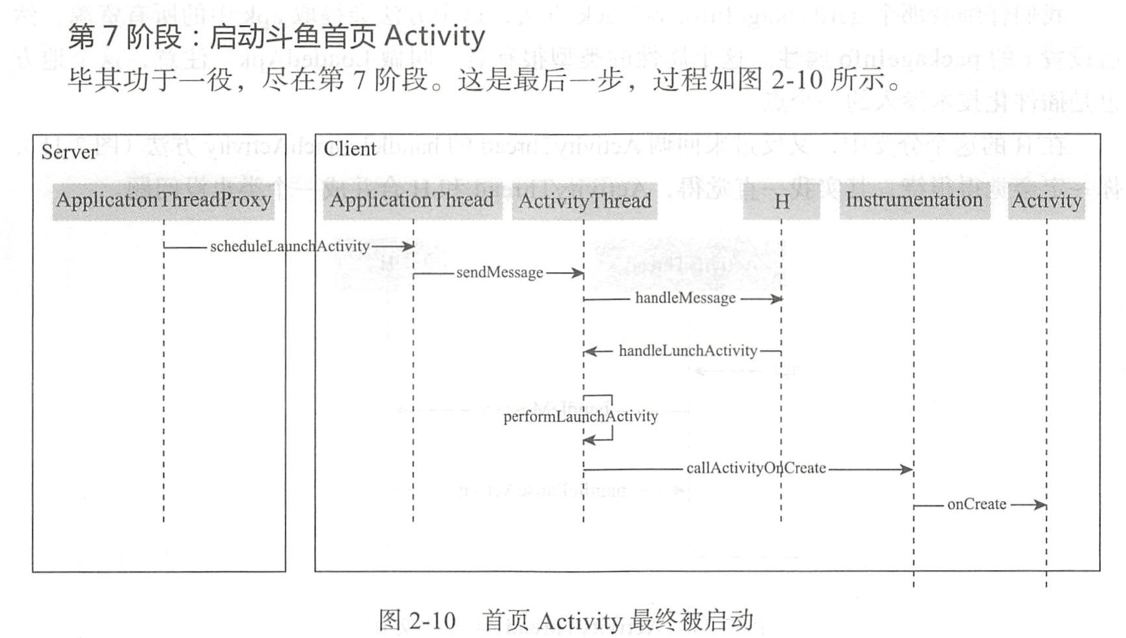 第 7 阶段：启动斗鱼首页 Activity
毕其功于一役，尽在第 7 阶段。这是最后一步，过程如图 2-10 所示。
Server
Client
ApplicationThreadProxy
ApplicationThread
ActivityThread
H
Instrumentation
Activity
scheduleLaunchActivity
sendMessage
handleMessage
handleLunchActivity
performLaunchActivity
callActivityOnCreate
onCreate
图 2-10 首页 Activity 最终被启动